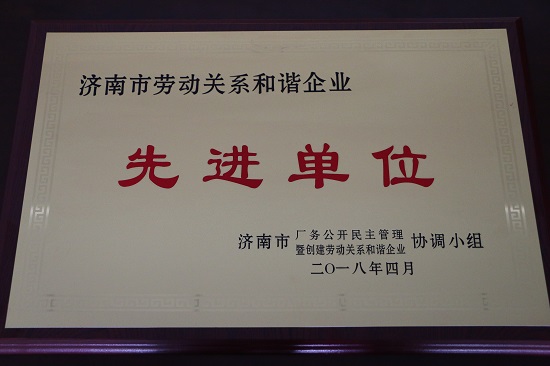 济南市劳动关系和谐企业
先进单位
济南市 厂务公开民主管理 协调小组
暨创建劳动关系和谐企业
二〇一八年四月